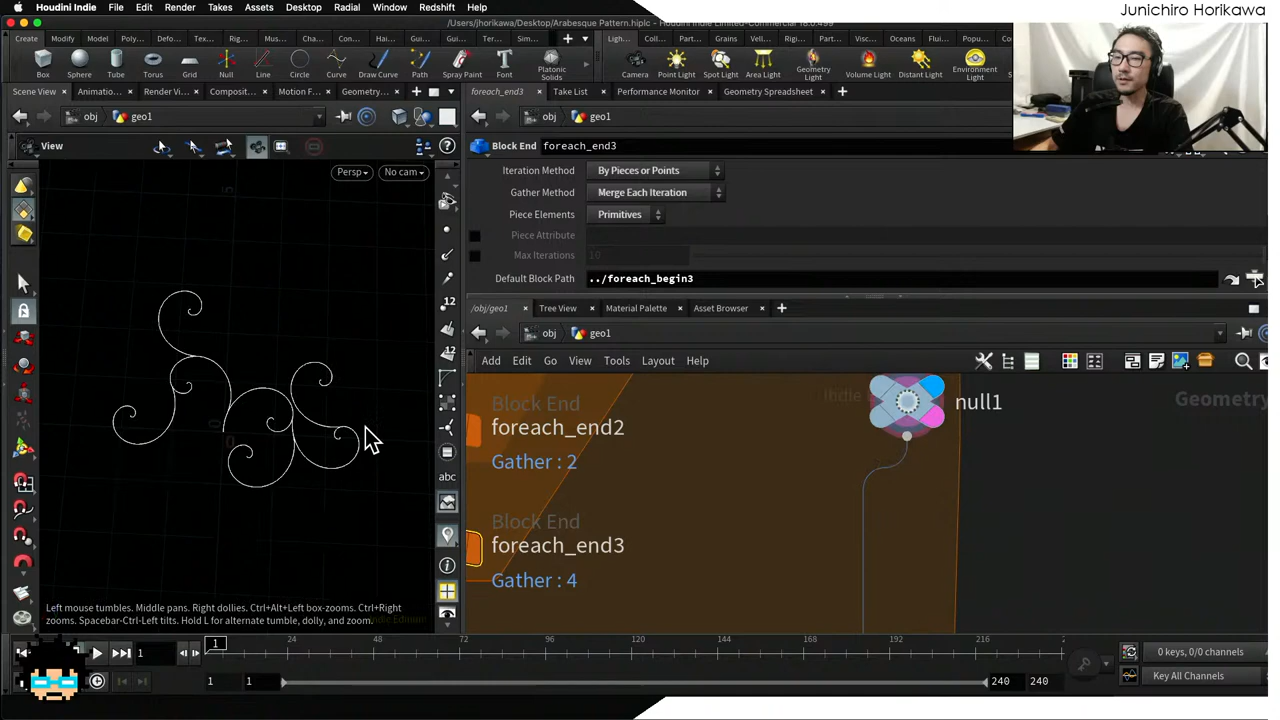 Junichiro Horikawa
Houdini Indie File Edit Render Takes Assets Desktop Radial Window Redshift Help
/Users/jhorikawa/Desktop/Arabesque Pattern.hiplc - Houdini Indie Limited-Commercial 18.0.499
Create Modify Model Poly... Defo... Tex... Rig... Mus... Cha... Con... Hai... Gui... Ter... Sim... Ligh... Coll... Part... Grains Vell... Rigi... Part... Visc... Oceans Flui... Popu...
Box Sphere Tube Torus Grid Null Line Circle Curve Draw Curve Path Spray Paint Font Platonic Solids Camera Point Light Spot Light Area Light Geometry Light Volume Light Distant Light Environment Light
Scene View Animatio... Render Vi... Composit... Motion F... Geometry...
foreach_end3 Take List Performance Monitor Geometry Spreadsheet
obj geo1
obj geo1
View
Block End foreach_end3
Persp No cam
Iteration Method By Pieces or Points
Gather Method Merge Each Iteration
Piece Elements Primitives
Piece Attribute
Max Iterations 10
Default Block Path ../foreach_begin3
12
12
abc
/obj/geo1 Tree View Material Palette Asset Browser
obj geo1
Add Edit Go View Tools Layout Help
Block End
foreach_end2
Gather : 2
null1
Geometry
Block End
foreach_end3
Gather : 4
Left mouse tumbles. Middle pans. Right dollies. Ctrl+Alt+Left box-zooms. Ctrl+Right
zooms. Spacebar-Ctrl-Left tilts. Hold L for alternate tumble, dolly, and zoom.
1 24 48 72 96 120 144 168 192 216
1
0 keys, 0/0 channels
1 1 240 240
Key All Channels